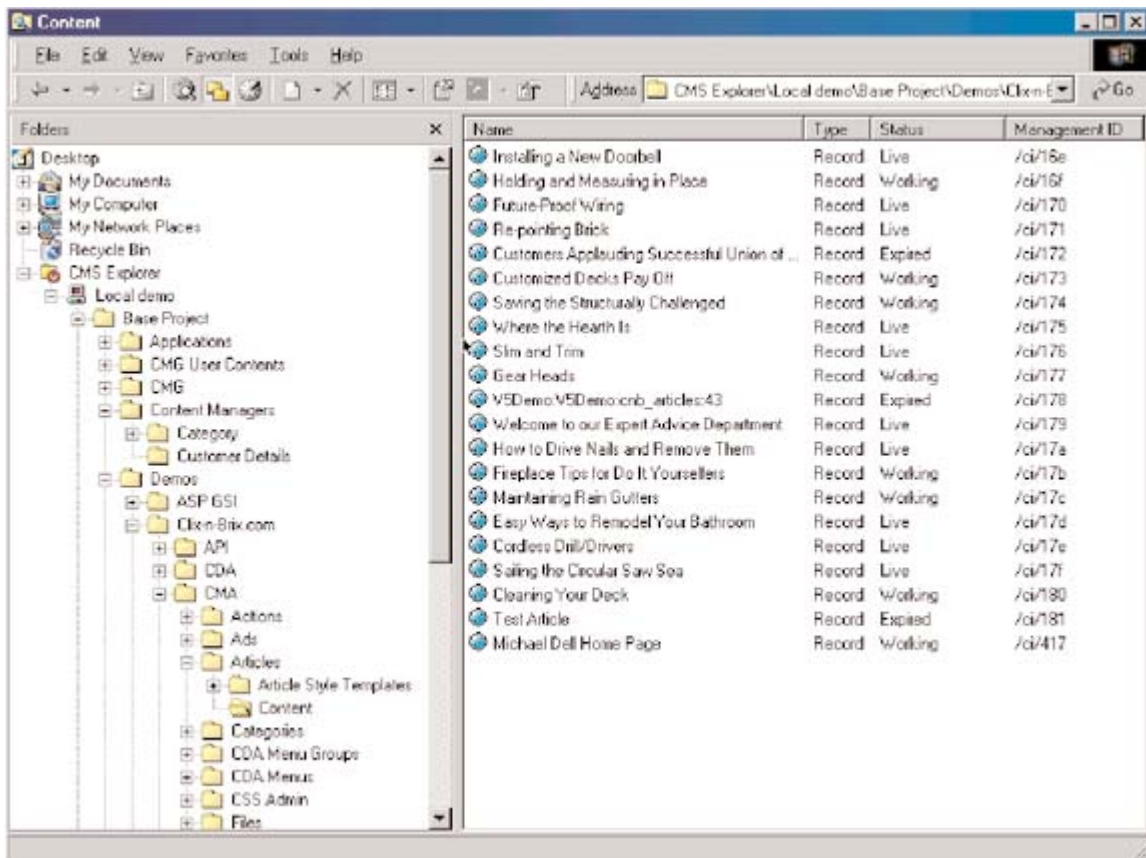 Content
File Edit View Favorites Tools Help
Address CMS Explorer\Local demo\Base Project\Demos\Clix-n-E Go
Folders
Desktop
My Documents
My Computer
My Network Places
Recycle Bin
CMS Explorer
Local demo
Base Project
Applications
CMG User Contents
CMG
Content Managers
Category
Customer Details
Demos
ASP GSI
Clix-n-Brix.com
API
CDA
CMA
Actions
Ads
Articles
Article Style Templates
Content
Categories
CDA Menu Groups
CDA Menus
CSS Admin
Files
Name Type Status Management ID
Installing a New Doorbell Record Live /ci/16e
Holding and Measuring in Place Record Working /ci/16f
Future-Proof Wiring Record Live /ci/170
Re-pointing Brick Record Live /ci/171
Customers Applauding Successful Union of ... Record Expired /ci/172
Customized Decks Pay Off Record Working /ci/173
Saving the Structurally Challenged Record Working /ci/174
Where the Hearth Is Record Live /ci/175
Slim and Trim Record Live /ci/176
Gear Heads Record Working /ci/177
V5Demo:V5Demo:cnb_articles:43 Record Expired /ci/178
Welcome to our Expert Advice Department Record Live /ci/179
How to Drive Nails and Remove Them Record Live /ci/17a
Fireplace Tips for Do It Yourselfers Record Working /ci/17b
Maintaining Rain Gutters Record Working /ci/17c
Easy Ways to Remodel Your Bathroom Record Live /ci/17d
Cordless Drill/Drivers Record Live /ci/17e
Sailing the Circular Saw Sea Record Live /ci/17f
Cleaning Your Deck Record Working /ci/180
Test Article Record Expired /ci/181
Michael Dell Home Page Record Working /ci/417